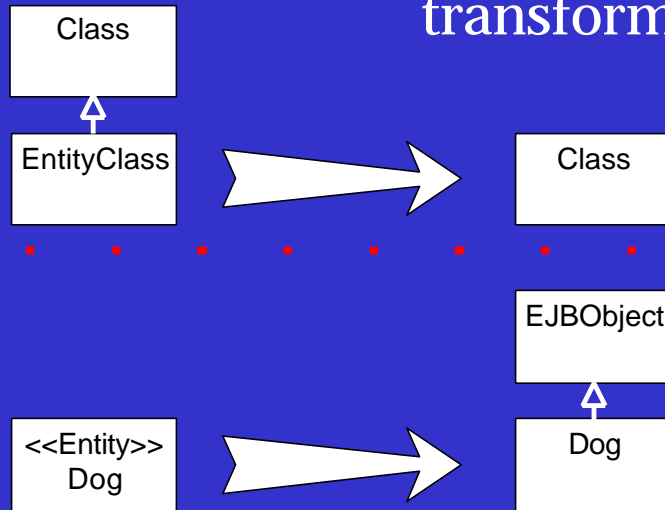 transform
Class
EntityClass
Class
EJBObject
<<Entity>>
Dog
Dog